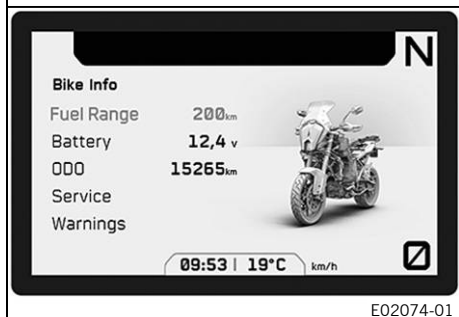 N
Bike Info
Fuel Range 200km
Battery 12,4 v
ODO 15265km
Service
Warnings
09:53 | 19°C km/h
0
E02074-01